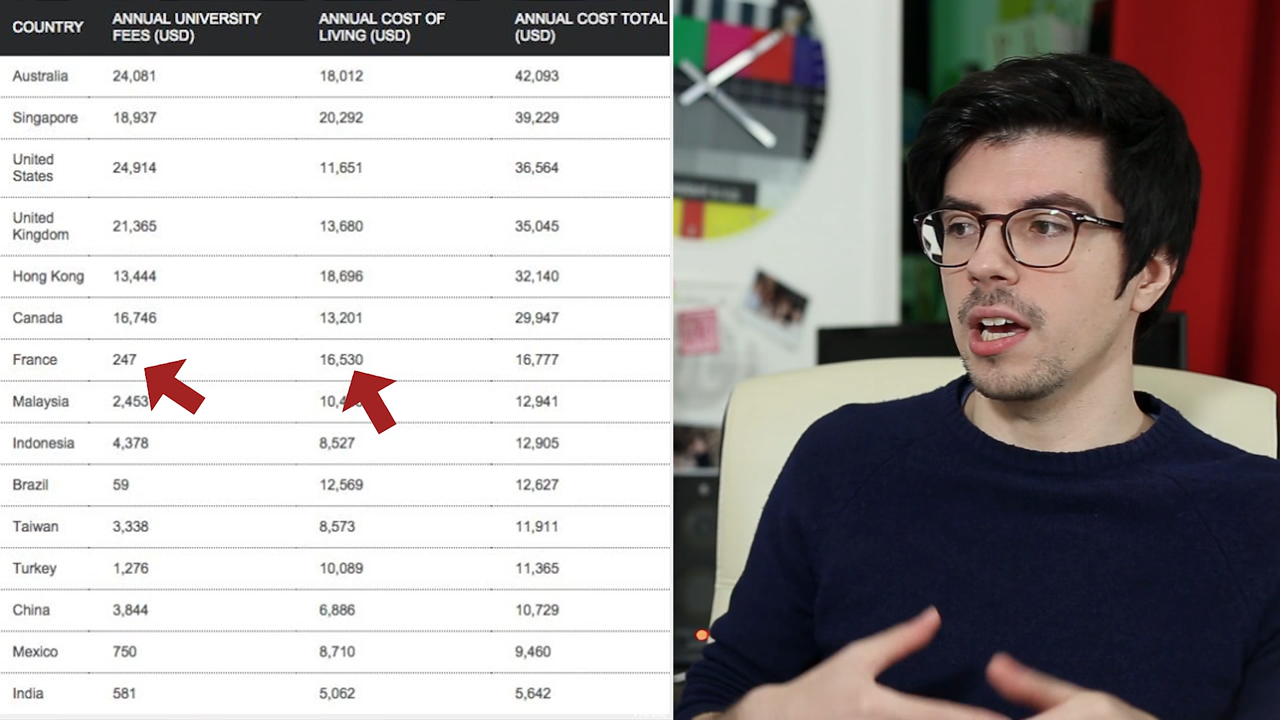 COUNTRY
ANNUAL UNIVERSITY
FEES (USD)
ANNUAL COST OF
LIVING (USD)
ANNUAL COST TOTAL
(USD)
Australia 24,081 18,012 42,093
Singapore 18,937 20,292 39,229
United
States 24,914 11,651 36,564
United
Kingdom 21,365 13,680 35,045
Hong Kong 13,444 18,696 32,140
Canada 16,746 13,201 29,947
France 247 16,530 16,777
Malaysia 2,453 12,941
Indonesia 4,378 8,527 12,905
Brazil 59 12,569 12,627
Taiwan 3,338 8,573 11,911
Turkey 1,276 10,089 11,365
China 3,844 6,886 10,729
Mexico 750 8,710 9,460
India 581 5,062 5,642